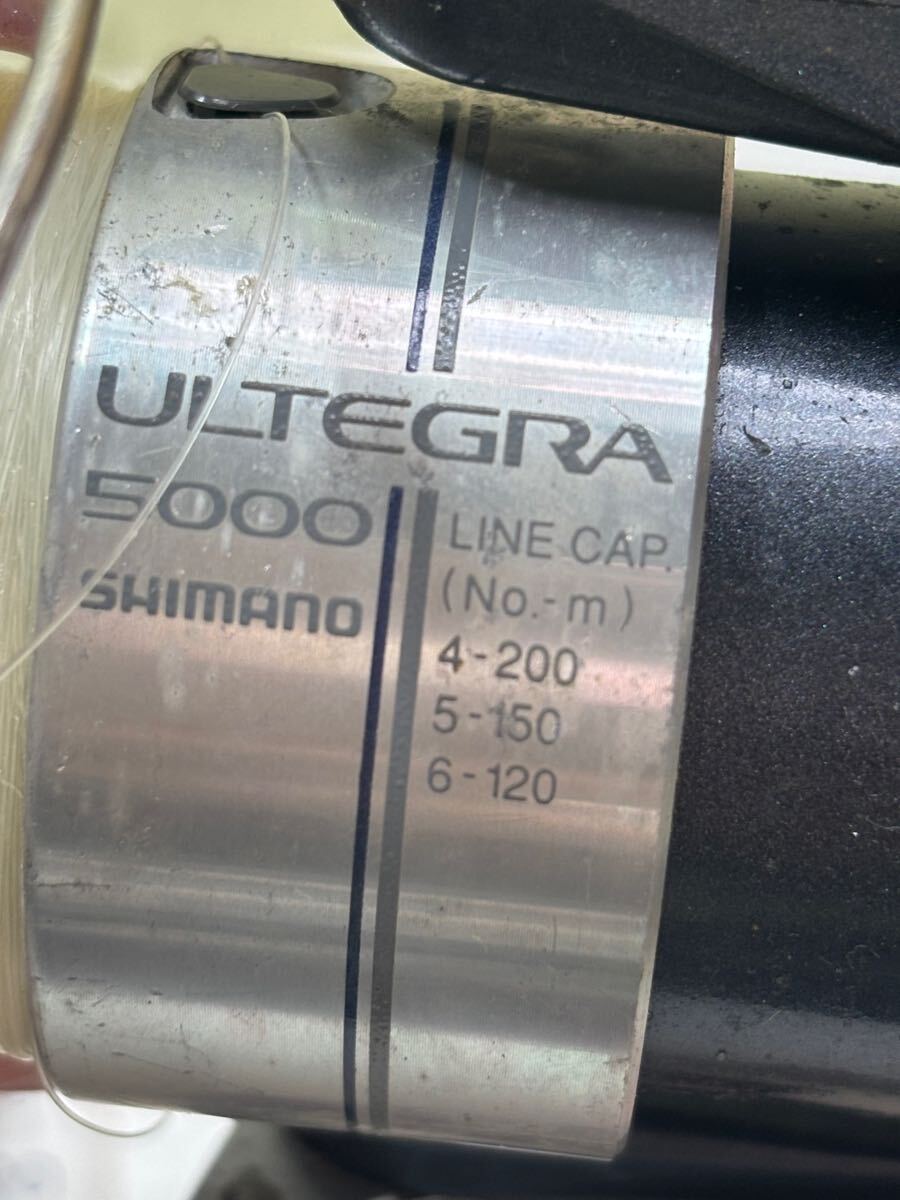 ULTEGRA
5000
SHIMANO
LINE CAP.
(No.-m)
4-200
5-150
6-120